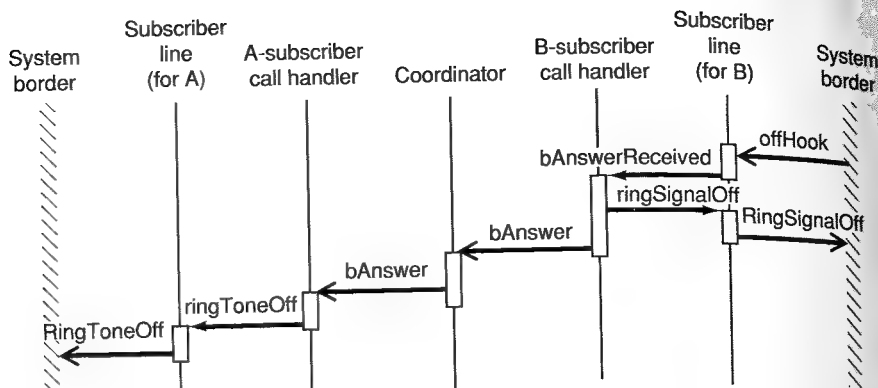 System
border
Subscriber
line
(for A)
A-subscriber
call handler
Coordinator
B-subscriber
call handler
Subscriber
line
(for B)
System
border
offHook
bAnswerReceived
ringSignalOff
RingSignalOff
bAnswer
bAnswer
ringToneOff
RingToneOff